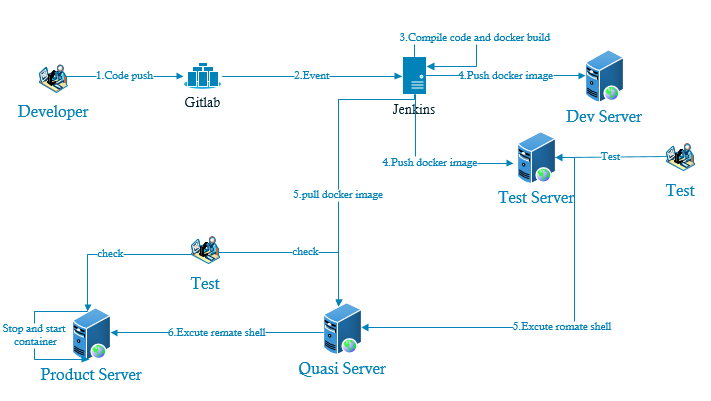 3.Compile code and docker build
1.Code push
2.Event
4.Push docker image
Developer
Gitlab
Jenkins
Dev Server
4.Push docker image
Test
Test Server
Test
5.pull docker image
check
check
Test
Stop and start
container
6.Excute remate shell
5.Excute romate shell
Product Server
Quasi Server